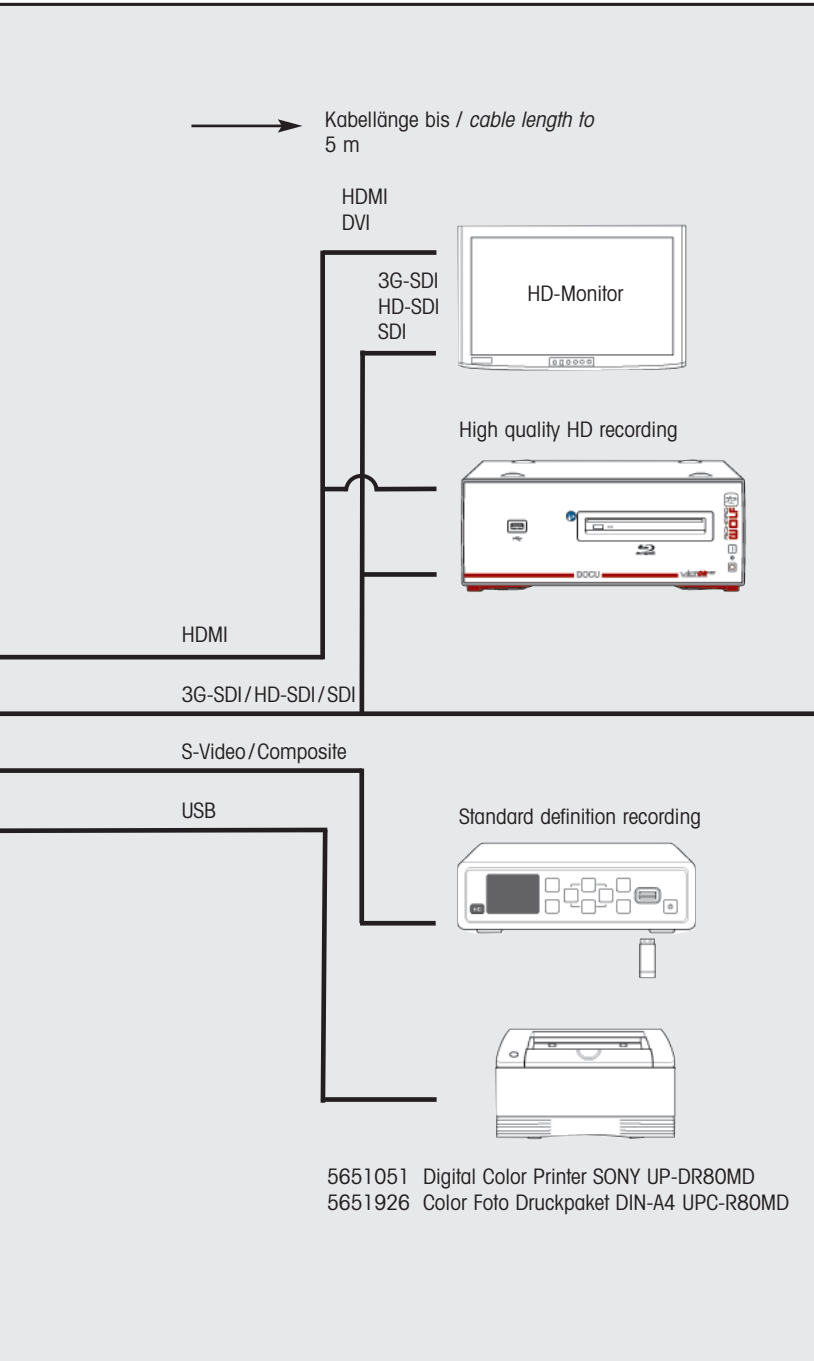 Kabellänge bis / cable length to
5 m
HDMI
DVI
3G-SDI
HD-SDI
SDI
HD-Monitor
High quality HD recording
WOLF
DOCU
HDMI
3G-SDI/HD-SDI/SDI
S-Video/Composite
USB
Standard definition recording
5651051 Digital Color Printer SONY UP-DR80MD
5651926 Color Foto Druckpaket DIN-A4 UPC-R80MD